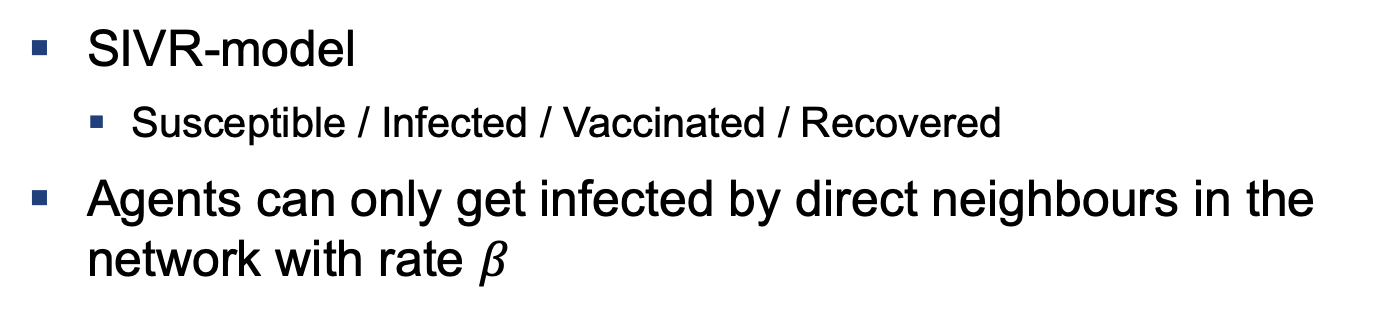 SIVR-model
Susceptible / Infected / Vaccinated / Recovered
Agents can only get infected by direct neighbours in the
network with rate β